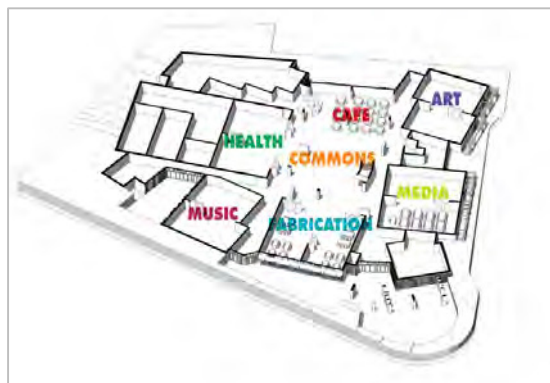 ART
CAFE
HEALTH
COMMONS
MEDIA
MUSIC
FABRICATION